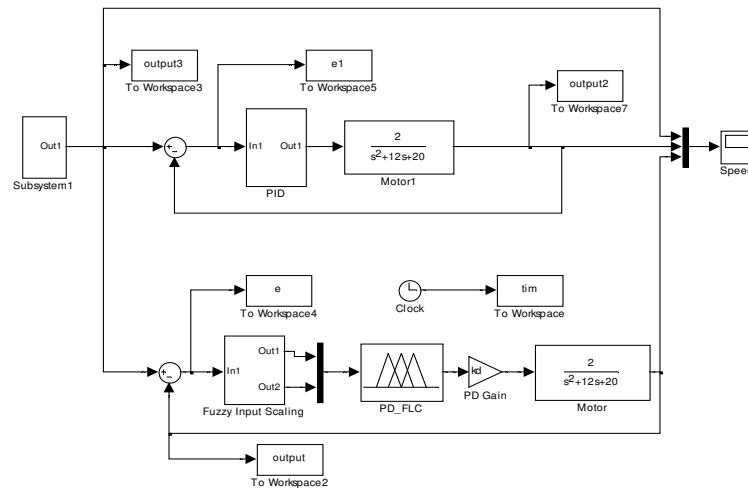 output3
To Workspace3
e1
To Workspace5
output2
To Workspace7
Out1
Subsystem1
+
−
In1
Out1
PID
2
s²+12s+20
Motor1
Speed
e
To Workspace4
Clock
tim
To Workspace
+
−
In1
Out1
Out2
Fuzzy Input Scaling
PD_FLC
kd
PD Gain
2
s²+12s+20
Motor
output
To Workspace2